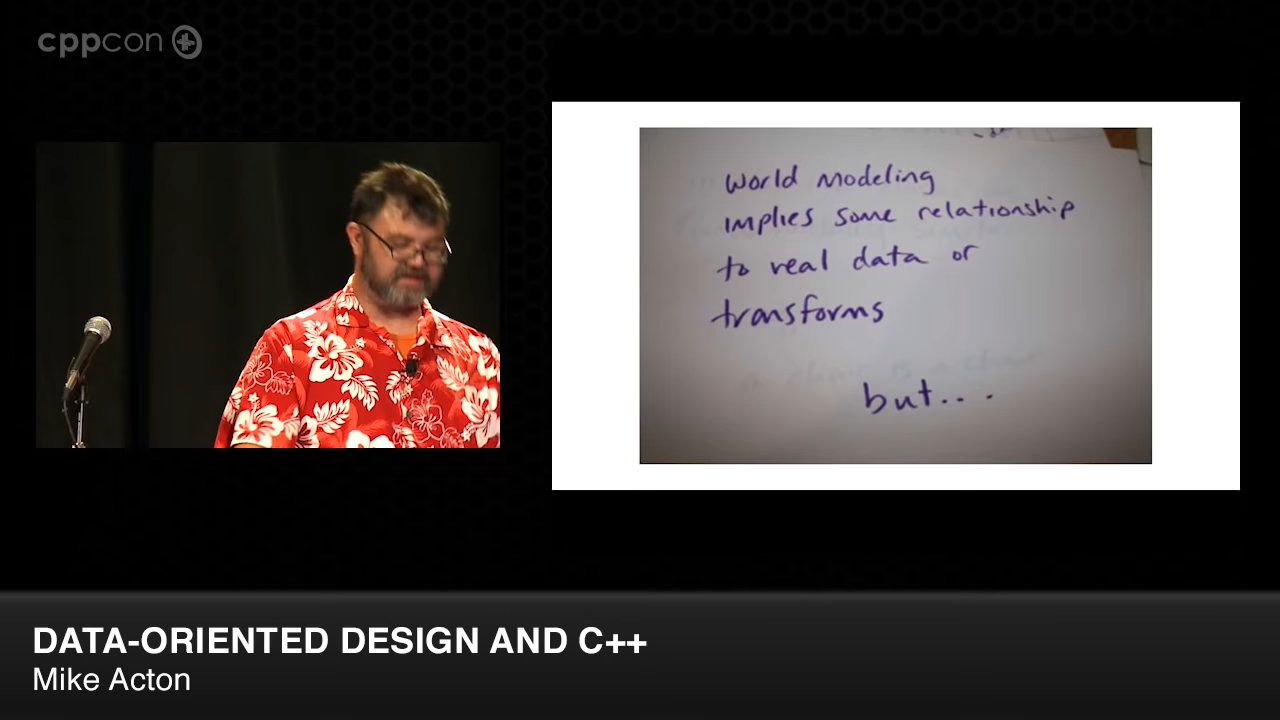 cppcon
world modeling
implies some relationship
to real data or
transforms
but...
DATA-ORIENTED DESIGN AND C++
Mike Acton